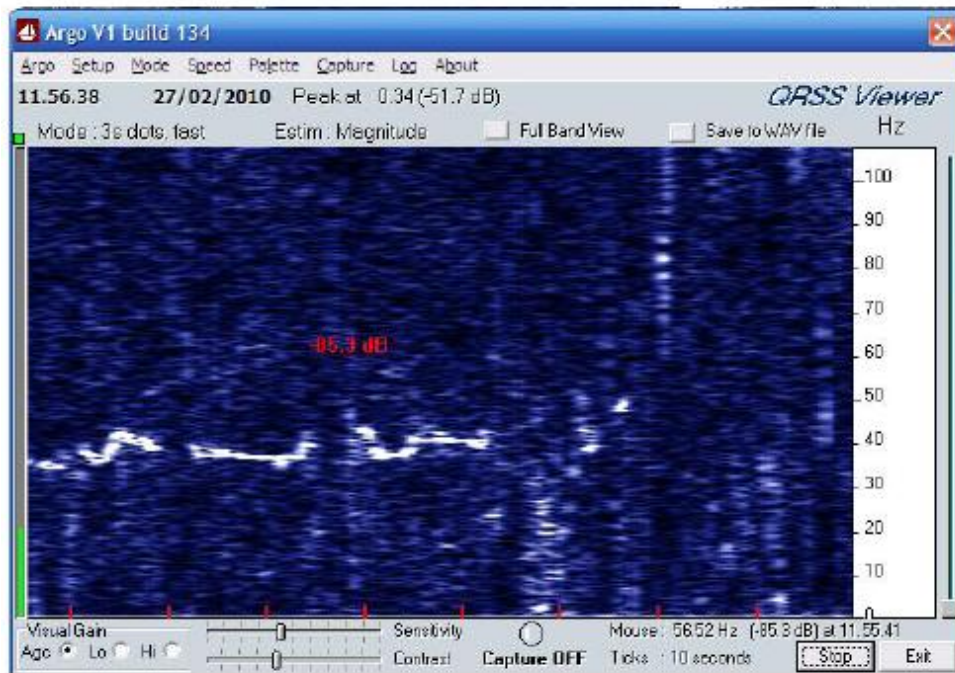 Argo V1 build 134
Argo Setup Mode Speed Palette Capture Log About
11.56.38 27/02/2010 Peak at 0.34 (-51.7 dB) QRSS Viewer
Mode : 3s dots, fast Estim : Magnitude Full Band View Save to WAV file Hz
100
90
80
70
-85.3 dB
60
50
40
30
20
10
0
Visual Gain Sensitivity Mouse : 56.52 Hz (-85.3 dB) at 11.55.41
Agc Lo Hi Contrast Capture OFF Ticks : 10 seconds Stop Exit